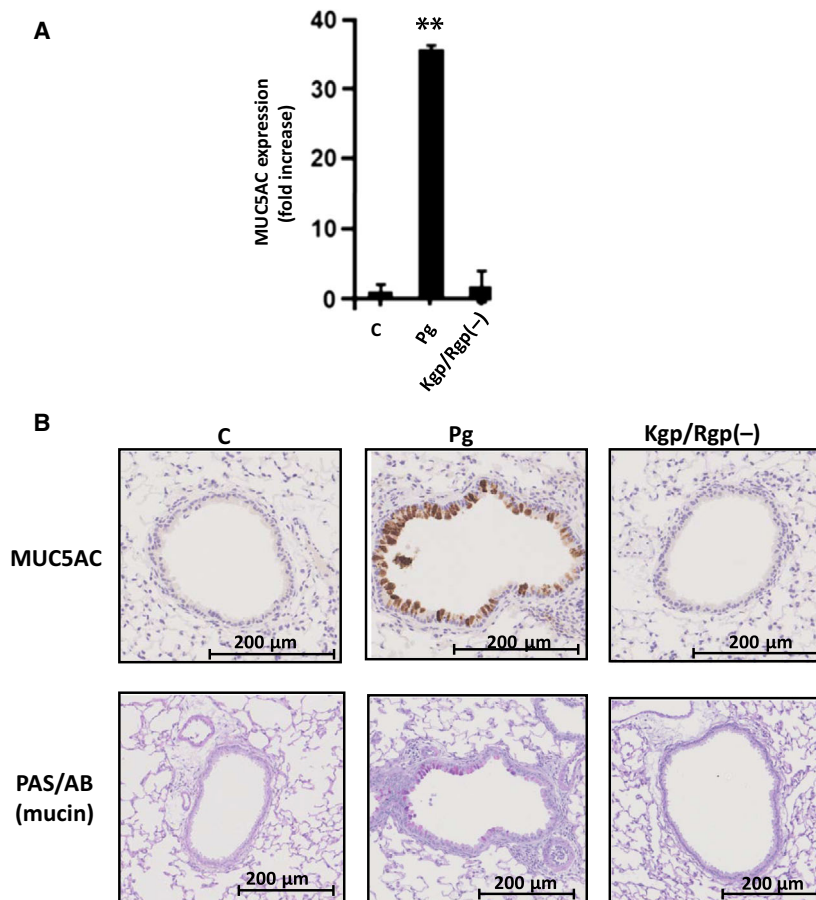 A
**
40
30
20
10
0
MUC5AC expression
(fold increase)
C
Pg
Kgp/Rgp(−)
B
C
Pg
Kgp/Rgp(−)
MUC5AC
200 µm
200 µm
200 µm
PAS/AB
(mucin)
200 µm
200 µm
200 µm